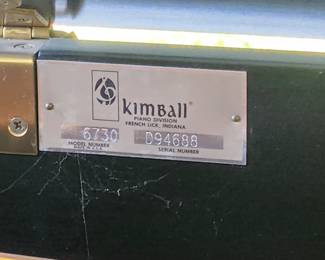 Kimball®
PIANO DIVISION
FRENCH LICK, INDIANA
6730 D94688
MODEL NUMBER SERIAL NUMBER